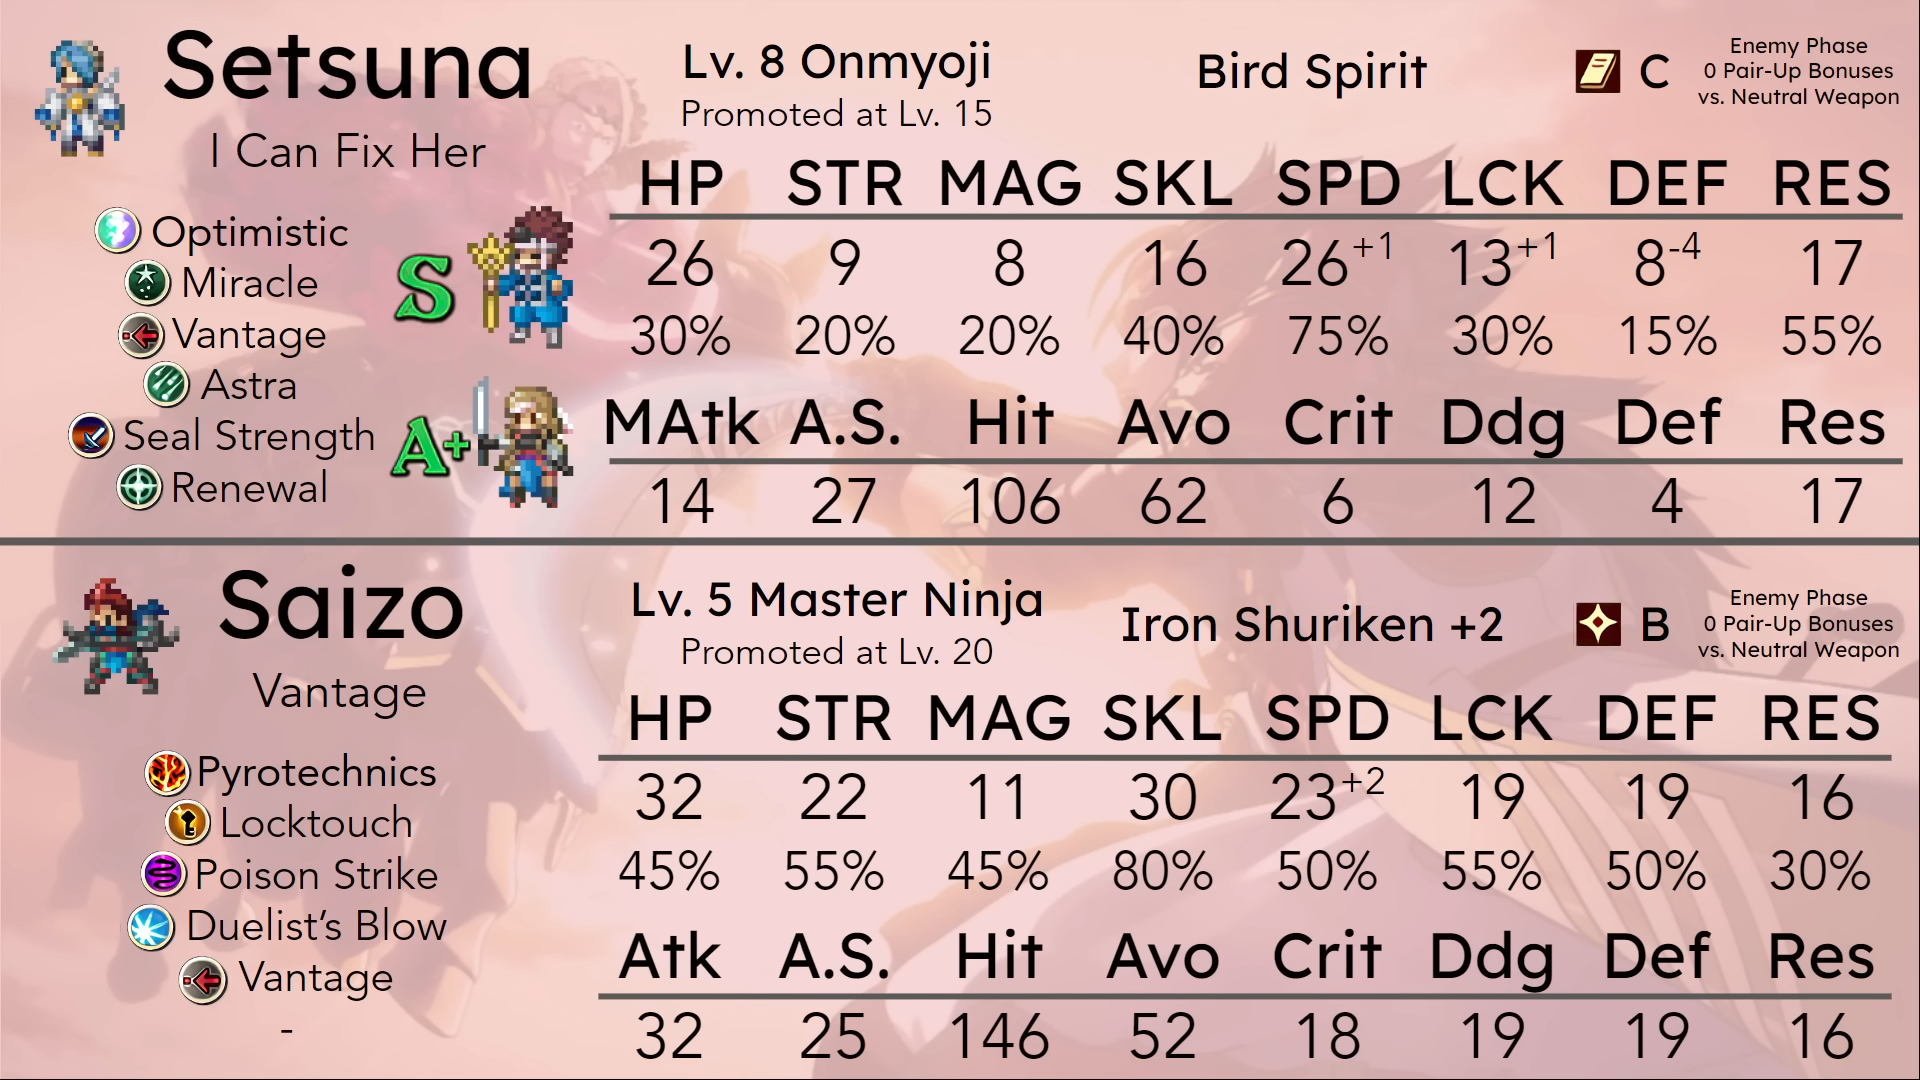 Setsuna
I Can Fix Her
Lv. 8 Onmyoji
Promoted at Lv. 15
Bird Spirit
C
Enemy Phase
0 Pair-Up Bonuses
vs. Neutral Weapon
Optimistic
Miracle
Vantage
Astra
Seal Strength
Renewal
S
A+
HP STR MAG SKL SPD LCK DEF RES
26 9 8 16 26+1 13+1 8-4 17
30% 20% 20% 40% 75% 30% 15% 55%
MAtk A.S. Hit Avo Crit Ddg Def Res
14 27 106 62 6 12 4 17
Saizo
Vantage
Lv. 5 Master Ninja
Promoted at Lv. 20
Iron Shuriken +2
B
Enemy Phase
0 Pair-Up Bonuses
vs. Neutral Weapon
Pyrotechnics
Locktouch
Poison Strike
Duelist's Blow
Vantage
-
HP STR MAG SKL SPD LCK DEF RES
32 22 11 30 23+2 19 19 16
45% 55% 45% 80% 50% 55% 50% 30%
Atk A.S. Hit Avo Crit Ddg Def Res
32 25 146 52 18 19 19 16